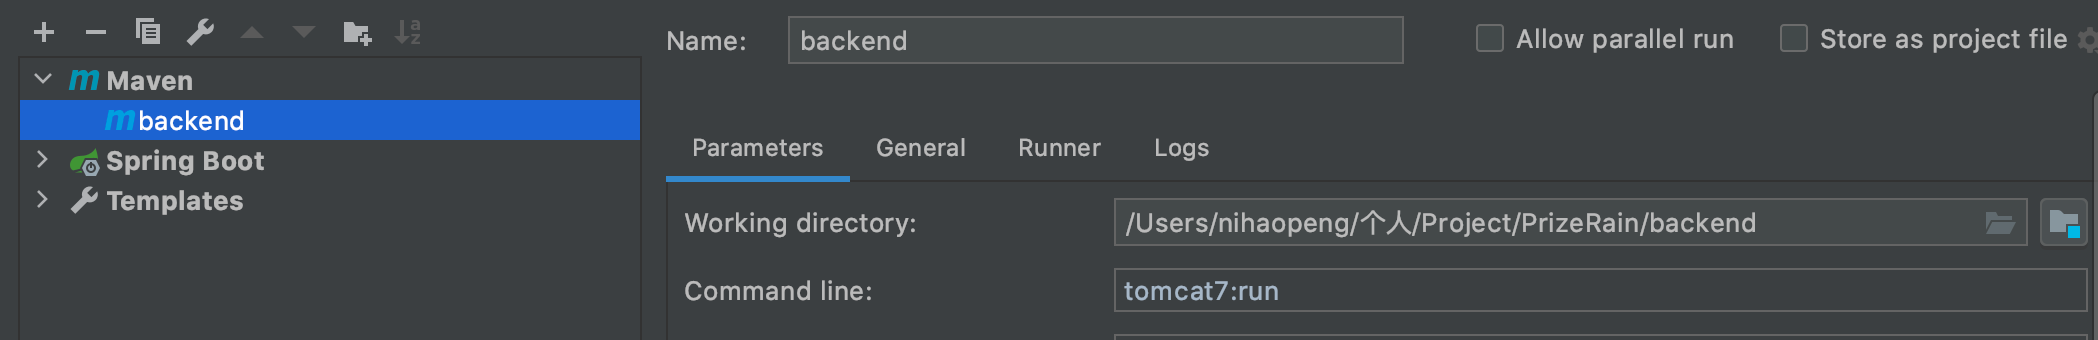 Name: backend Allow parallel run Store as project file
Maven
backend
Spring Boot
Templates
Parameters General Runner Logs
Working directory: /Users/nihaopeng/个人/Project/PrizeRain/backend
Command line: tomcat7:run